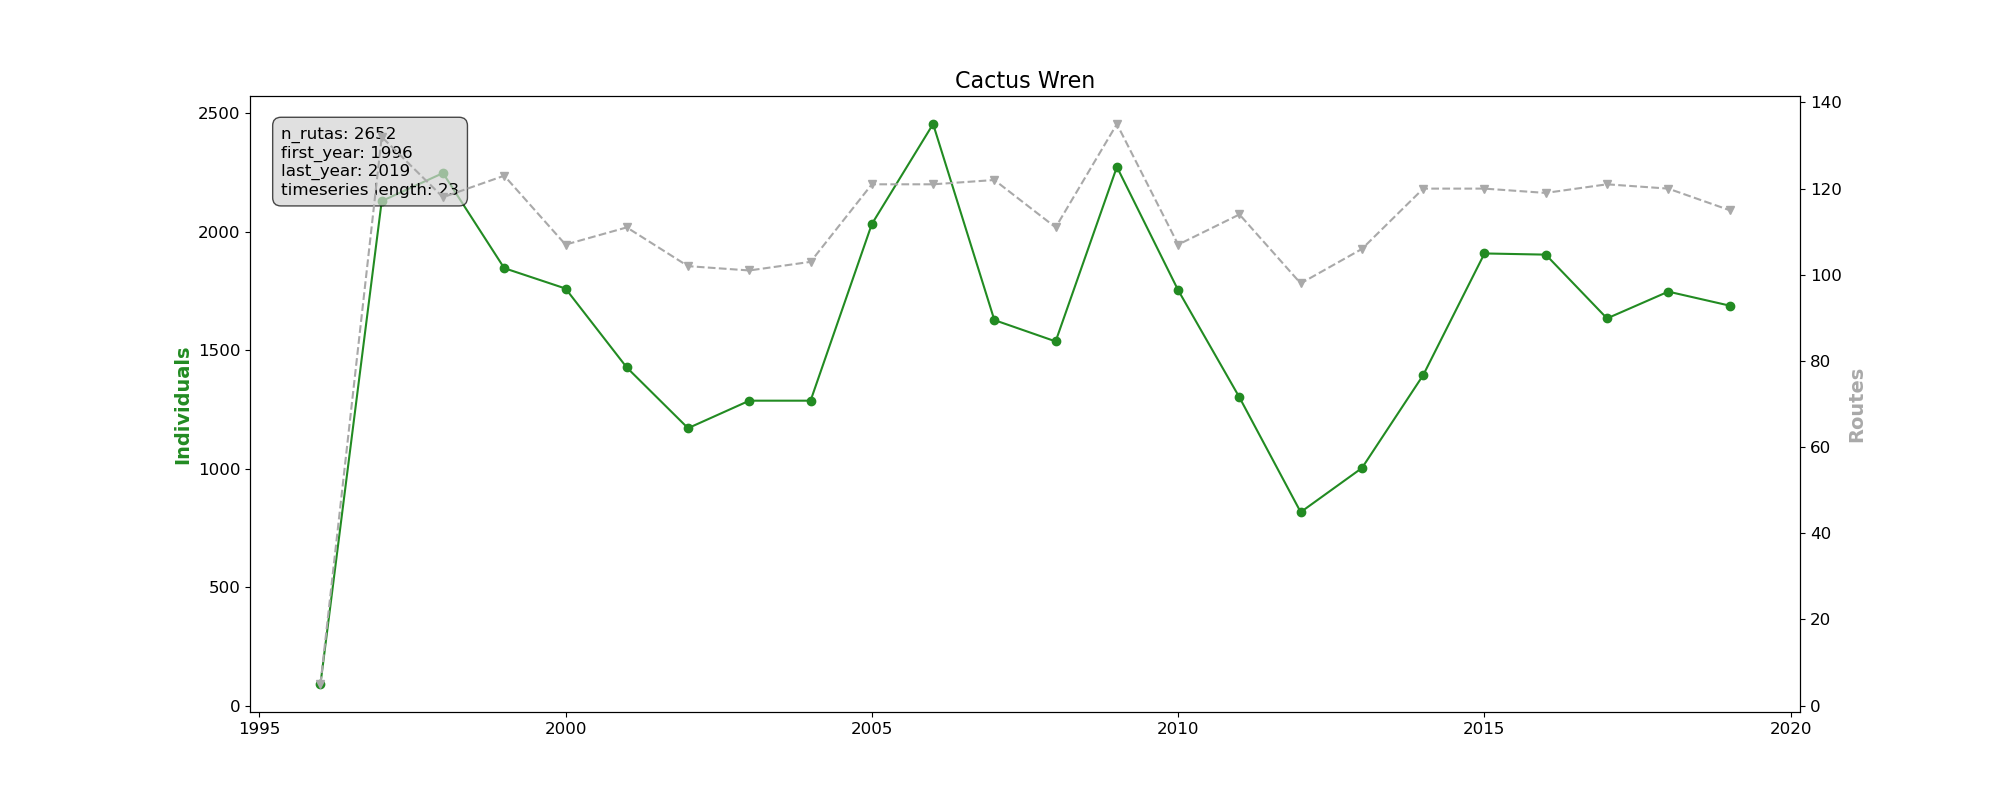 Cactus Wren
n_rutas: 2652
first_year: 1996
last_year: 2019
timeseries length: 23
Individuals
2500
2000
1500
1000
500
0
Routes
140
120
100
80
60
40
20
0
1995 2000 2005 2010 2015 2020